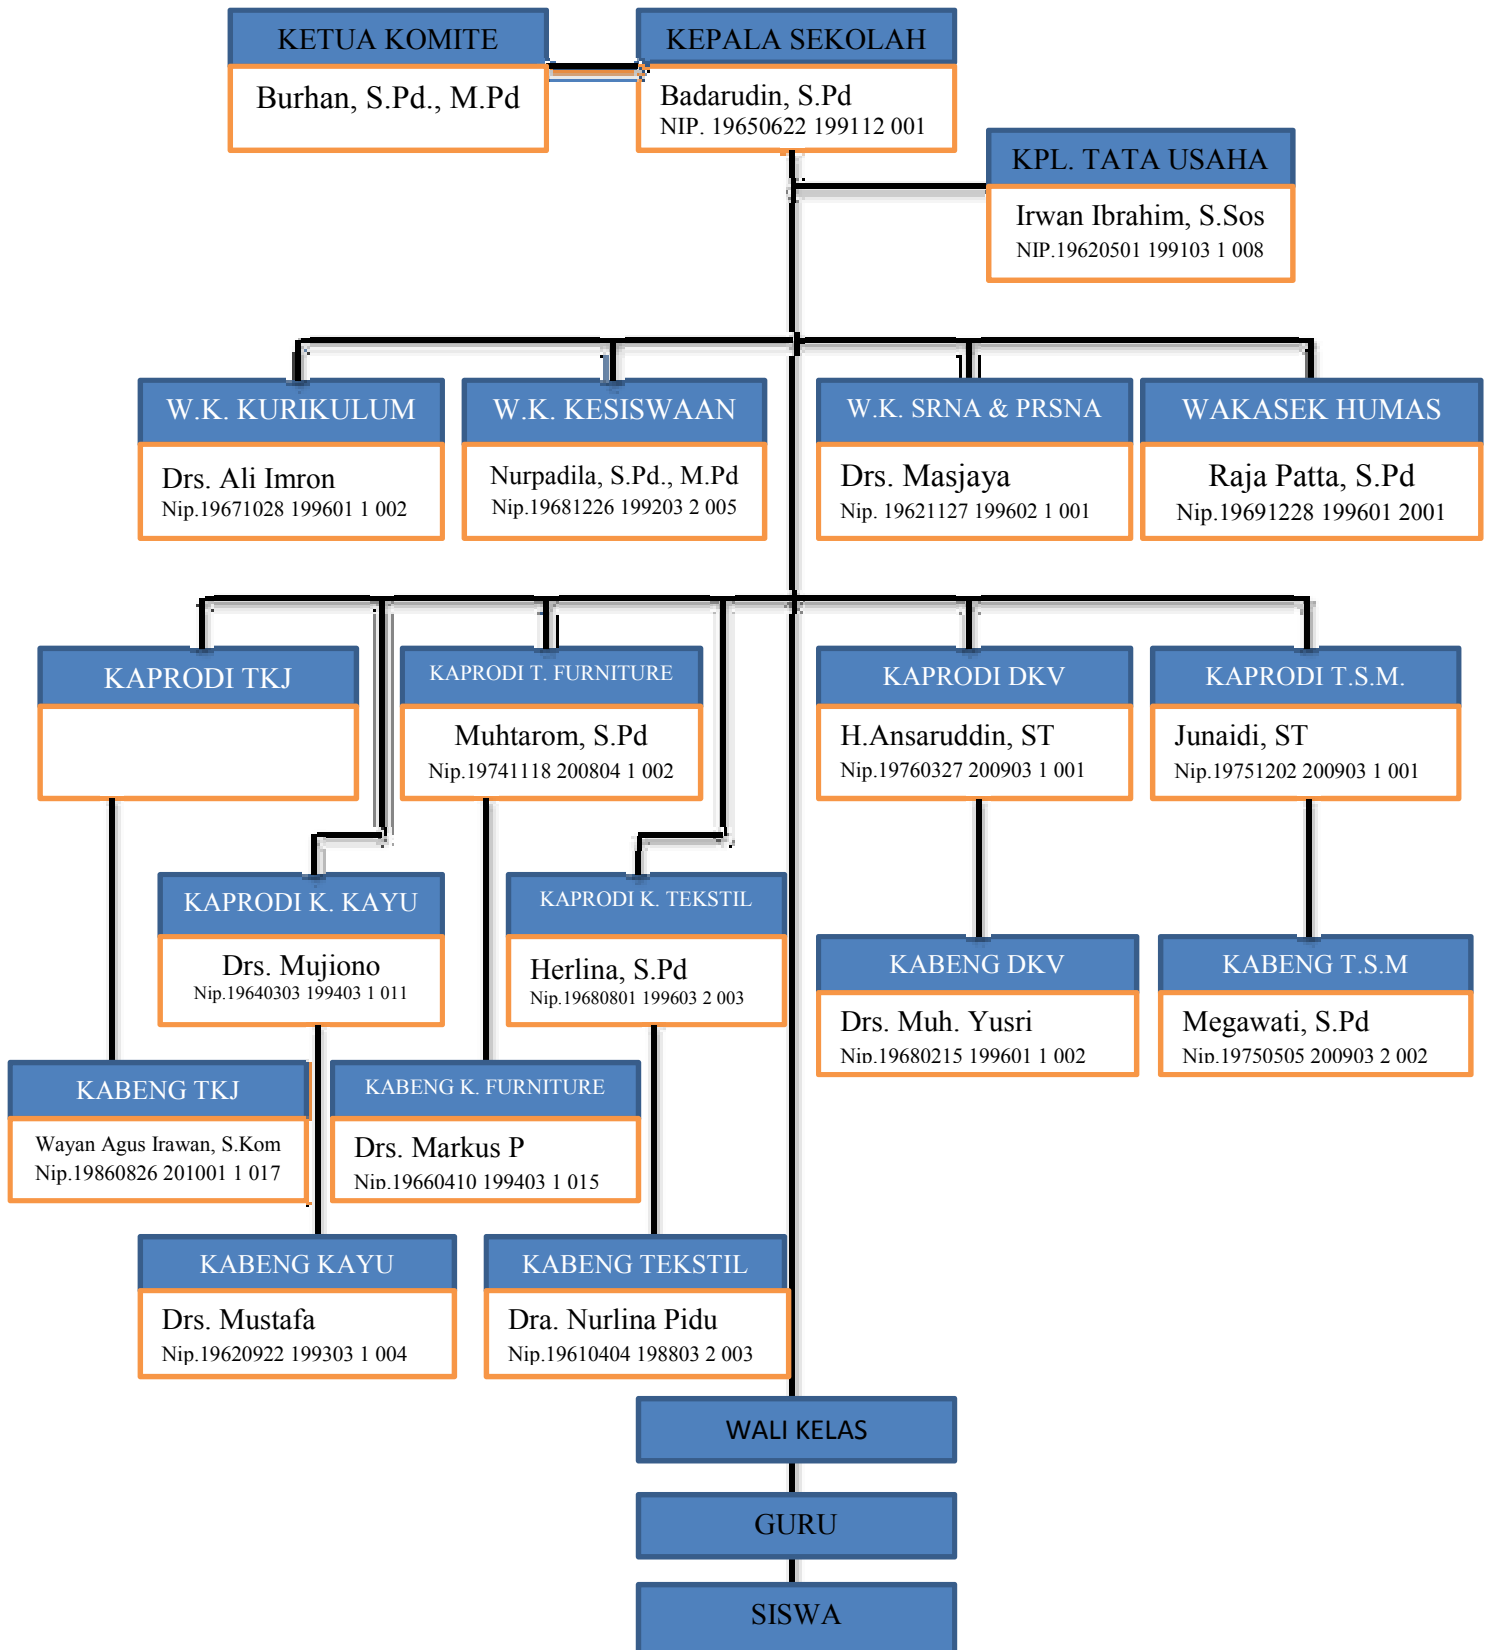 KETUA KOMITE
Burhan, S.Pd., M.Pd
KEPALA SEKOLAH
Badarudin, S.Pd
NIP. 19650622 199112 001
KPL. TATA USAHA
Irwan Ibrahim, S.Sos
NIP.19620501 199103 1 008
W.K. KURIKULUM
Drs. Ali Imron
Nip.19671028 199601 1 002
W.K. KESISWAAN
Nurpadila, S.Pd., M.Pd
Nip.19681226 199203 2 005
W.K. SRNA & PRSNA
Drs. Masjaya
Nip. 19621127 199602 1 001
WAKASEK HUMAS
Raja Patta, S.Pd
Nip.19691228 199601 2001
KAPRODI TKJ
KAPRODI T. FURNITURE
Muhtarom, S.Pd
Nip.19741118 200804 1 002
KAPRODI DKV
H.Ansaruddin, ST
Nip.19760327 200903 1 001
KAPRODI T.S.M.
Junaidi, ST
Nip.19751202 200903 1 001
KAPRODI K. KAYU
Drs. Mujiono
Nip.19640303 199403 1 011
KAPRODI K. TEKSTIL
Herlina, S.Pd
Nip.19680801 199603 2 003
KABENG DKV
Drs. Muh. Yusri
Nip.19680215 199601 1 002
KABENG T.S.M
Megawati, S.Pd
Nip.19750505 200903 2 002
KABENG TKJ
Wayan Agus Irawan, S.Kom
Nip.19860826 201001 1 017
KABENG K. FURNITURE
Drs. Markus P
Nip.19660410 199403 1 015
KABENG KAYU
Drs. Mustafa
Nip.19620922 199303 1 004
KABENG TEKSTIL
Dra. Nurlina Pidu
Nip.19610404 198803 2 003
WALI KELAS
GURU
SISWA